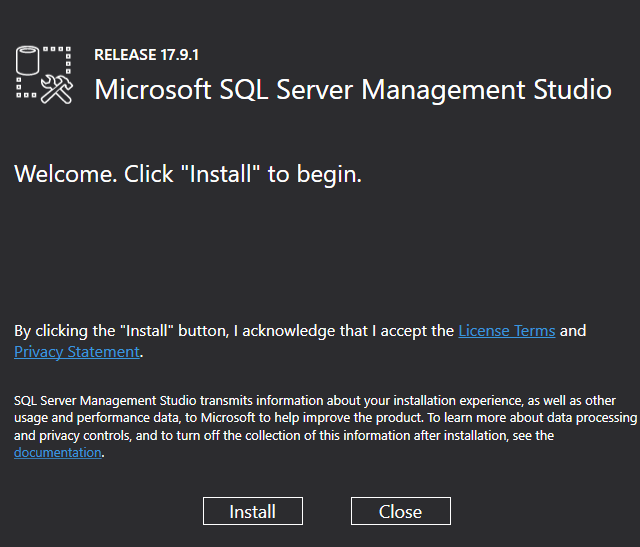 RELEASE 17.9.1
Microsoft SQL Server Management Studio
Welcome. Click "Install" to begin.
By clicking the "Install" button, I acknowledge that I accept the License Terms and
Privacy Statement.
SQL Server Management Studio transmits information about your installation experience, as well as other
usage and performance data, to Microsoft to help improve the product. To learn more about data processing
and privacy controls, and to turn off the collection of this information after installation, see the
documentation.
Install
Close